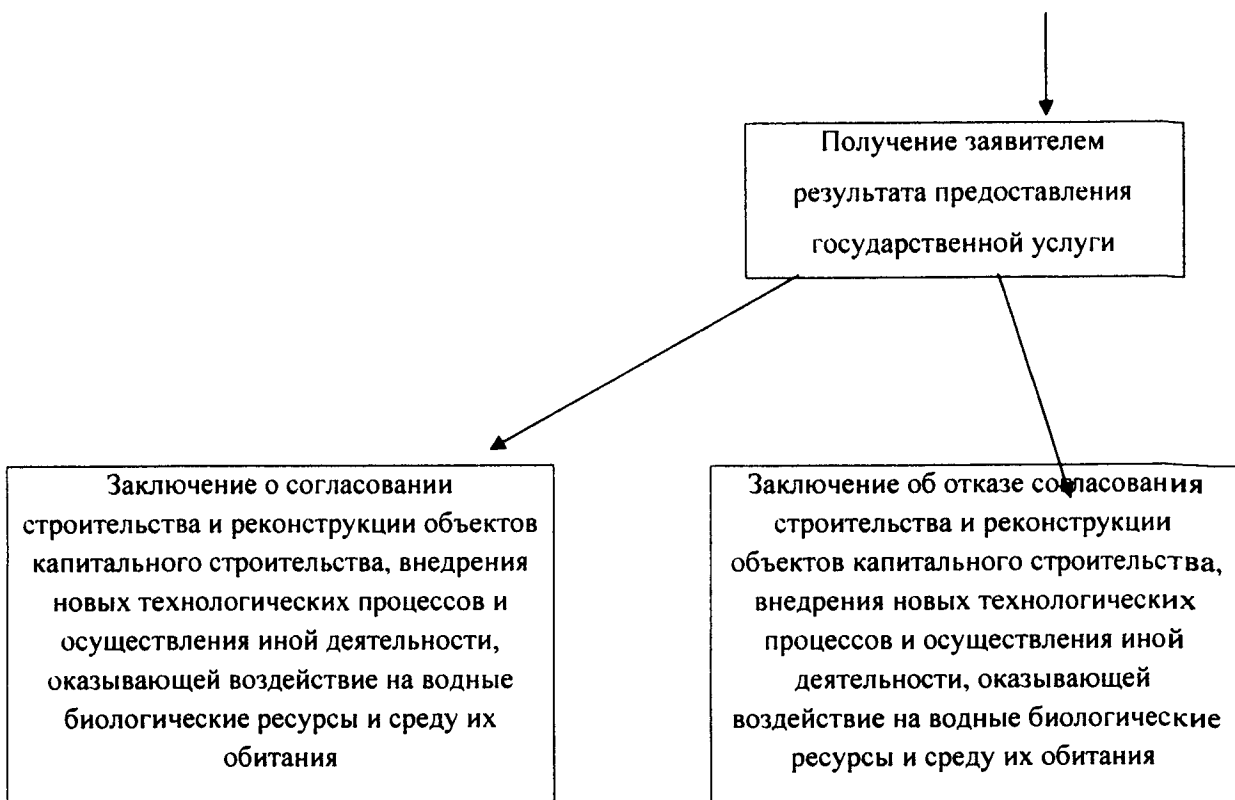 Получение заявителем
результата предоставления
государственной услуги
Заключение о согласовании
строительства и реконструкции объектов
капитального строительства, внедрения
новых технологических процессов и
осуществления иной деятельности,
оказывающей воздействие на водные
биологические ресурсы и среду их
обитания
Заключение об отказе согласования
строительства и реконструкции
объектов капитального строительства,
внедрения новых технологических
процессов и осуществления иной
деятельности, оказывающей
воздействие на водные биологические
ресурсы и среду их обитания